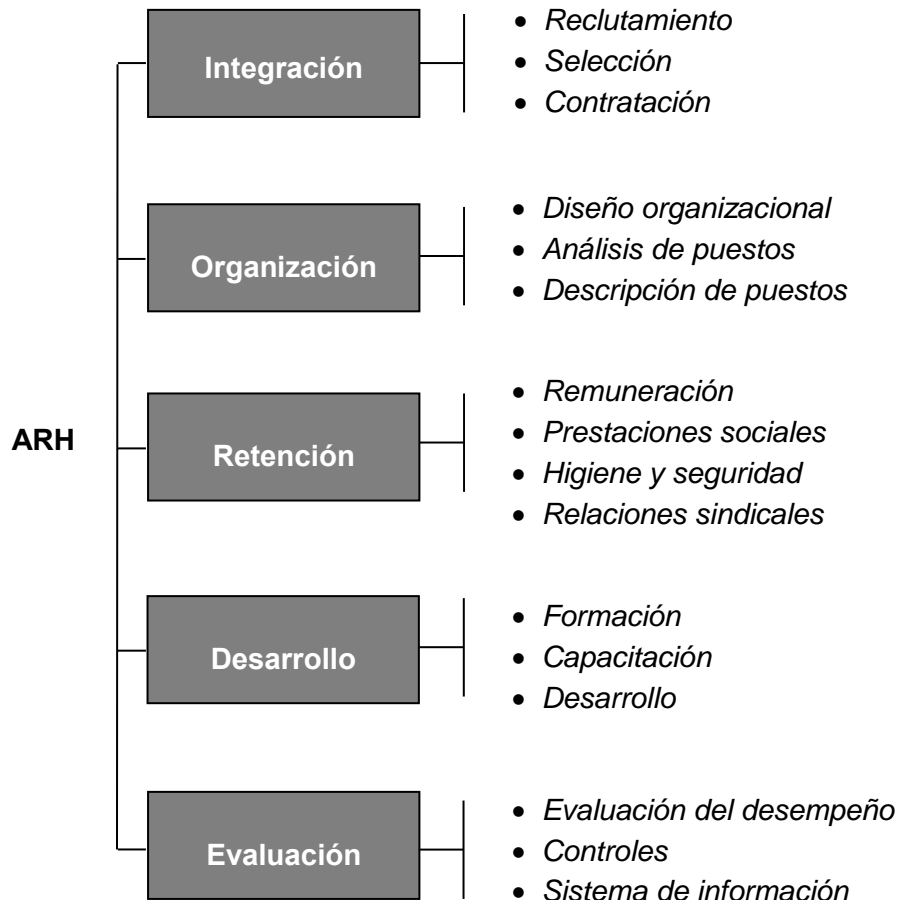 Integración
• Reclutamiento
• Selección
• Contratación
Organización
• Diseño organizacional
• Análisis de puestos
• Descripción de puestos
ARH
Retención
• Remuneración
• Prestaciones sociales
• Higiene y seguridad
• Relaciones sindicales
Desarrollo
• Formación
• Capacitación
• Desarrollo
Evaluación
• Evaluación del desempeño
• Controles
• Sistema de información